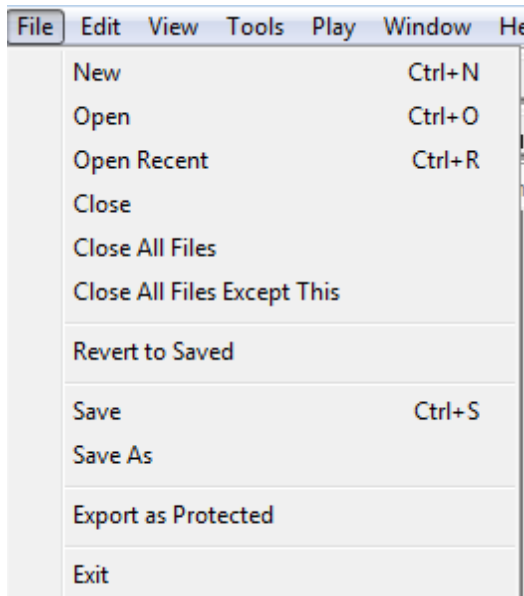 File Edit View Tools Play Window He
New Ctrl+N
Open Ctrl+O
Open Recent Ctrl+R
Close
Close All Files
Close All Files Except This
Revert to Saved
Save Ctrl+S
Save As
Export as Protected
Exit